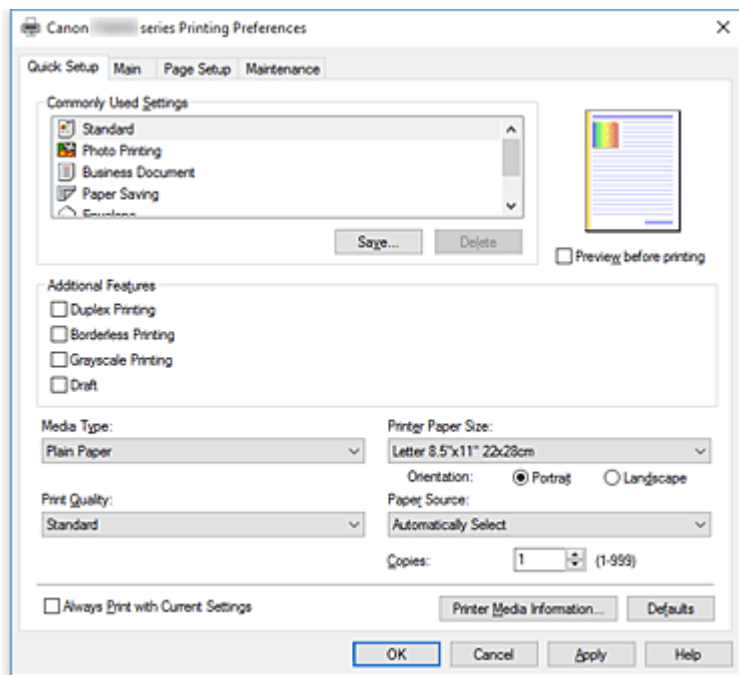 Canon series Printing Preferences
Quick Setup Main Page Setup Maintenance
Commonly Used Settings
Standard
Photo Printing
Business Document
Paper Saving
Envelope
Save... Delete
Preview before printing
Additional Features
Duplex Printing
Borderless Printing
Grayscale Printing
Draft
Media Type: Printer Paper Size:
Plain Paper Letter 8.5"x11" 22x28cm
Orientation: Portrait Landscape
Print Quality: Paper Source:
Standard Automatically Select
Copies: 1 (1-999)
Always Print with Current Settings Printer Media Information... Defaults
OK Cancel Apply Help